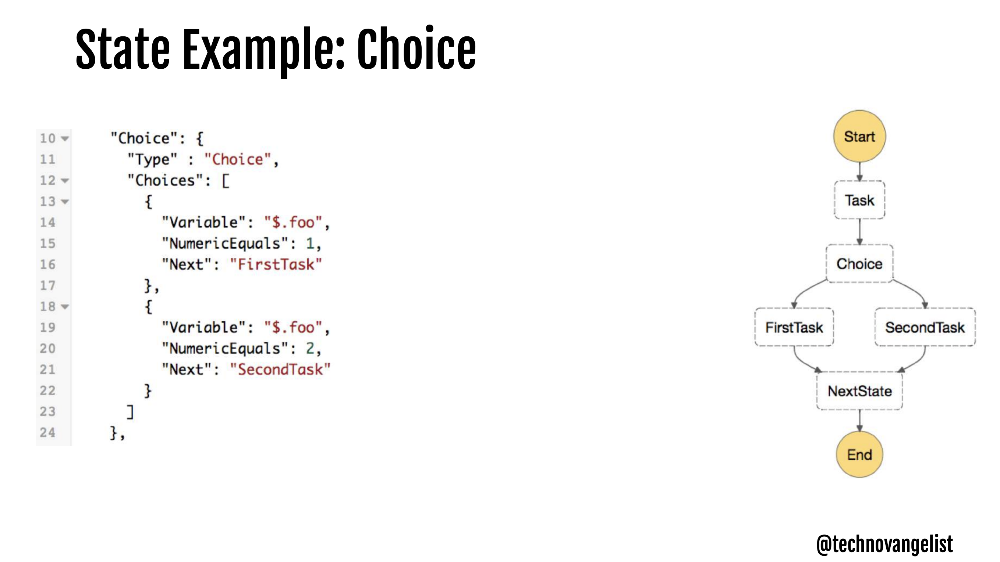 State Example: Choice
10 "Choice": {
11 "Type" : "Choice",
12 "Choices": [
13 {
14 "Variable": "$.foo",
15 "NumericEquals": 1,
16 "Next": "FirstTask"
17 },
18 {
19 "Variable": "$.foo",
20 "NumericEquals": 2,
21 "Next": "SecondTask"
22 }
23 ]
24 },
Start
Task
Choice
FirstTask SecondTask
NextState
End
@technovangelist